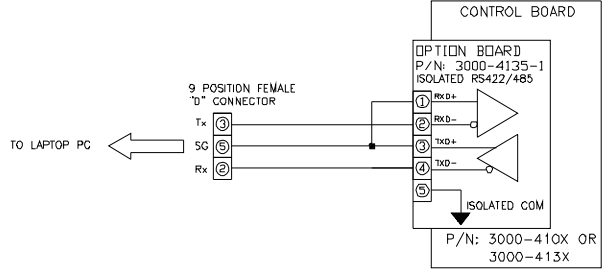 CONTROL BOARD
OPTION BOARD
P/N: 3000-4135-1
ISOLATED RS422/485
9 POSITION FEMALE
"D" CONNECTOR
TO LAPTOP PC
Tx 3
SG 5
Rx 2
1 RXD+
2 RXD-
3 TXD+
4 TXD-
5
ISOLATED COM
P/N: 3000-410X OR
3000-413X